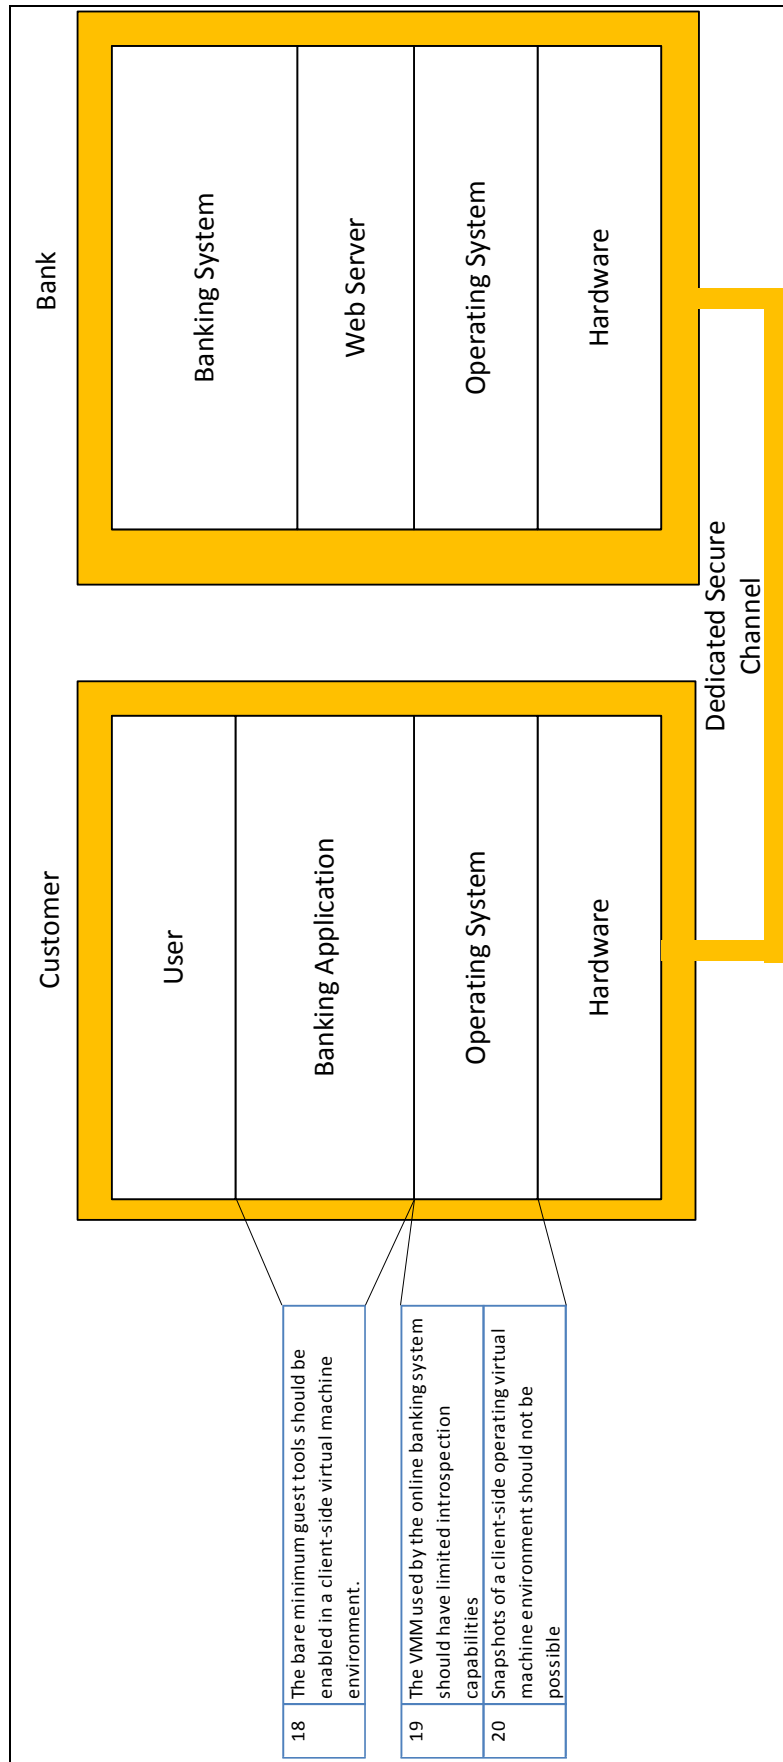 18
The bare minimum guest tools should be
enabled in a client-side virtual machine
environment.
19
The VMM used by the online banking system
should have limited introspection
capabilities
20
Snapshots of a client-side operating virtual
machine environment should not be
possible
Customer
User
Banking Application
Operating System
Hardware
Dedicated Secure
Channel
Bank
Banking System
Web Server
Operating System
Hardware